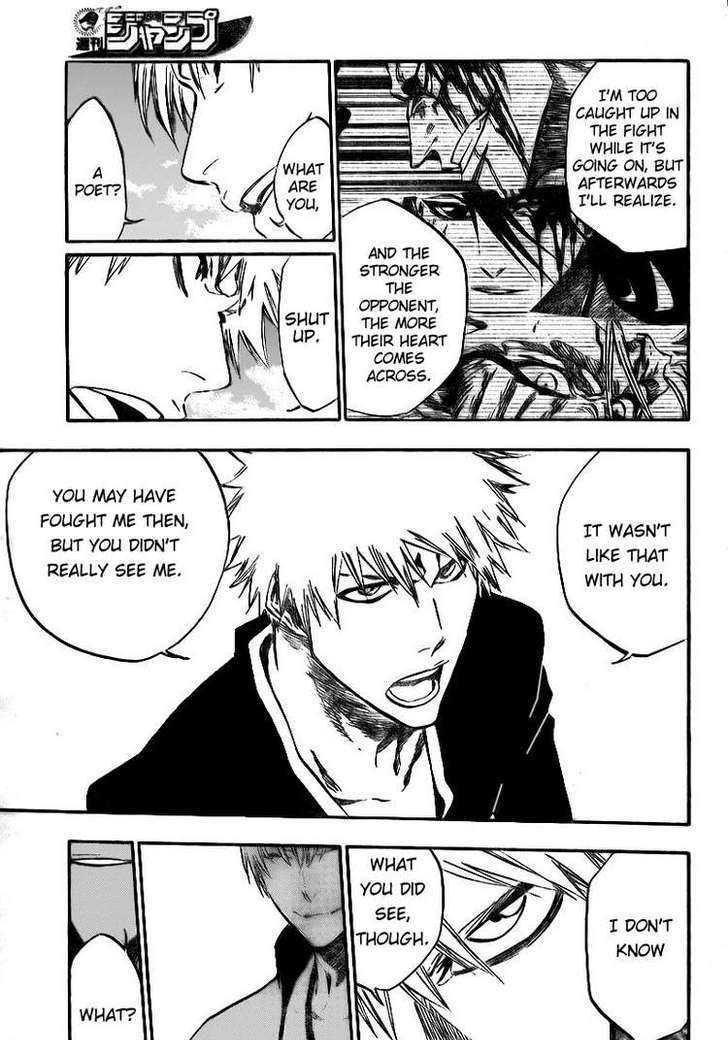 週刊
ジャンプ
I'M TOO
CAUGHT UP IN
THE FIGHT
WHILE IT'S
GOING ON, BUT
AFTERWARDS
I'LL REALIZE.
AND THE
STRONGER
THE
OPPONENT,
THE MORE
THEIR HEART
COMES
ACROSS.
WHAT
ARE
YOU,
A
POET?
SHUT
UP.
IT WASN'T
LIKE THAT
WITH YOU.
YOU MAY HAVE
FOUGHT ME THEN,
BUT YOU DIDN'T
REALLY SEE ME.
I DON'T
KNOW
WHAT
YOU DID
SEE,
THOUGH.
WHAT?